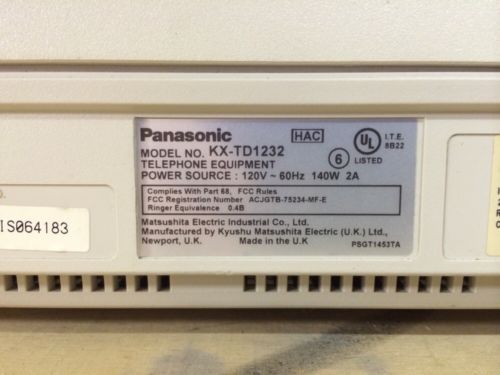 Panasonic HAC UL I.T.E. 8B22
MODEL NO. KX-TD1232 6 LISTED
TELEPHONE EQUIPMENT
POWER SOURCE : 120V ~ 60Hz 140W 2A
Complies With Part 68, FCC Rules
FCC Registration Number ACJGTB-75234-MF-E
Ringer Equivalence 0.4B
Matsushita Electric Industrial Co., Ltd.
Manufactured by Kyushu Matsushita Electric (U.K.) Ltd.,
Newport, U.K. Made in the U.K PSGT1453TA
IS064183